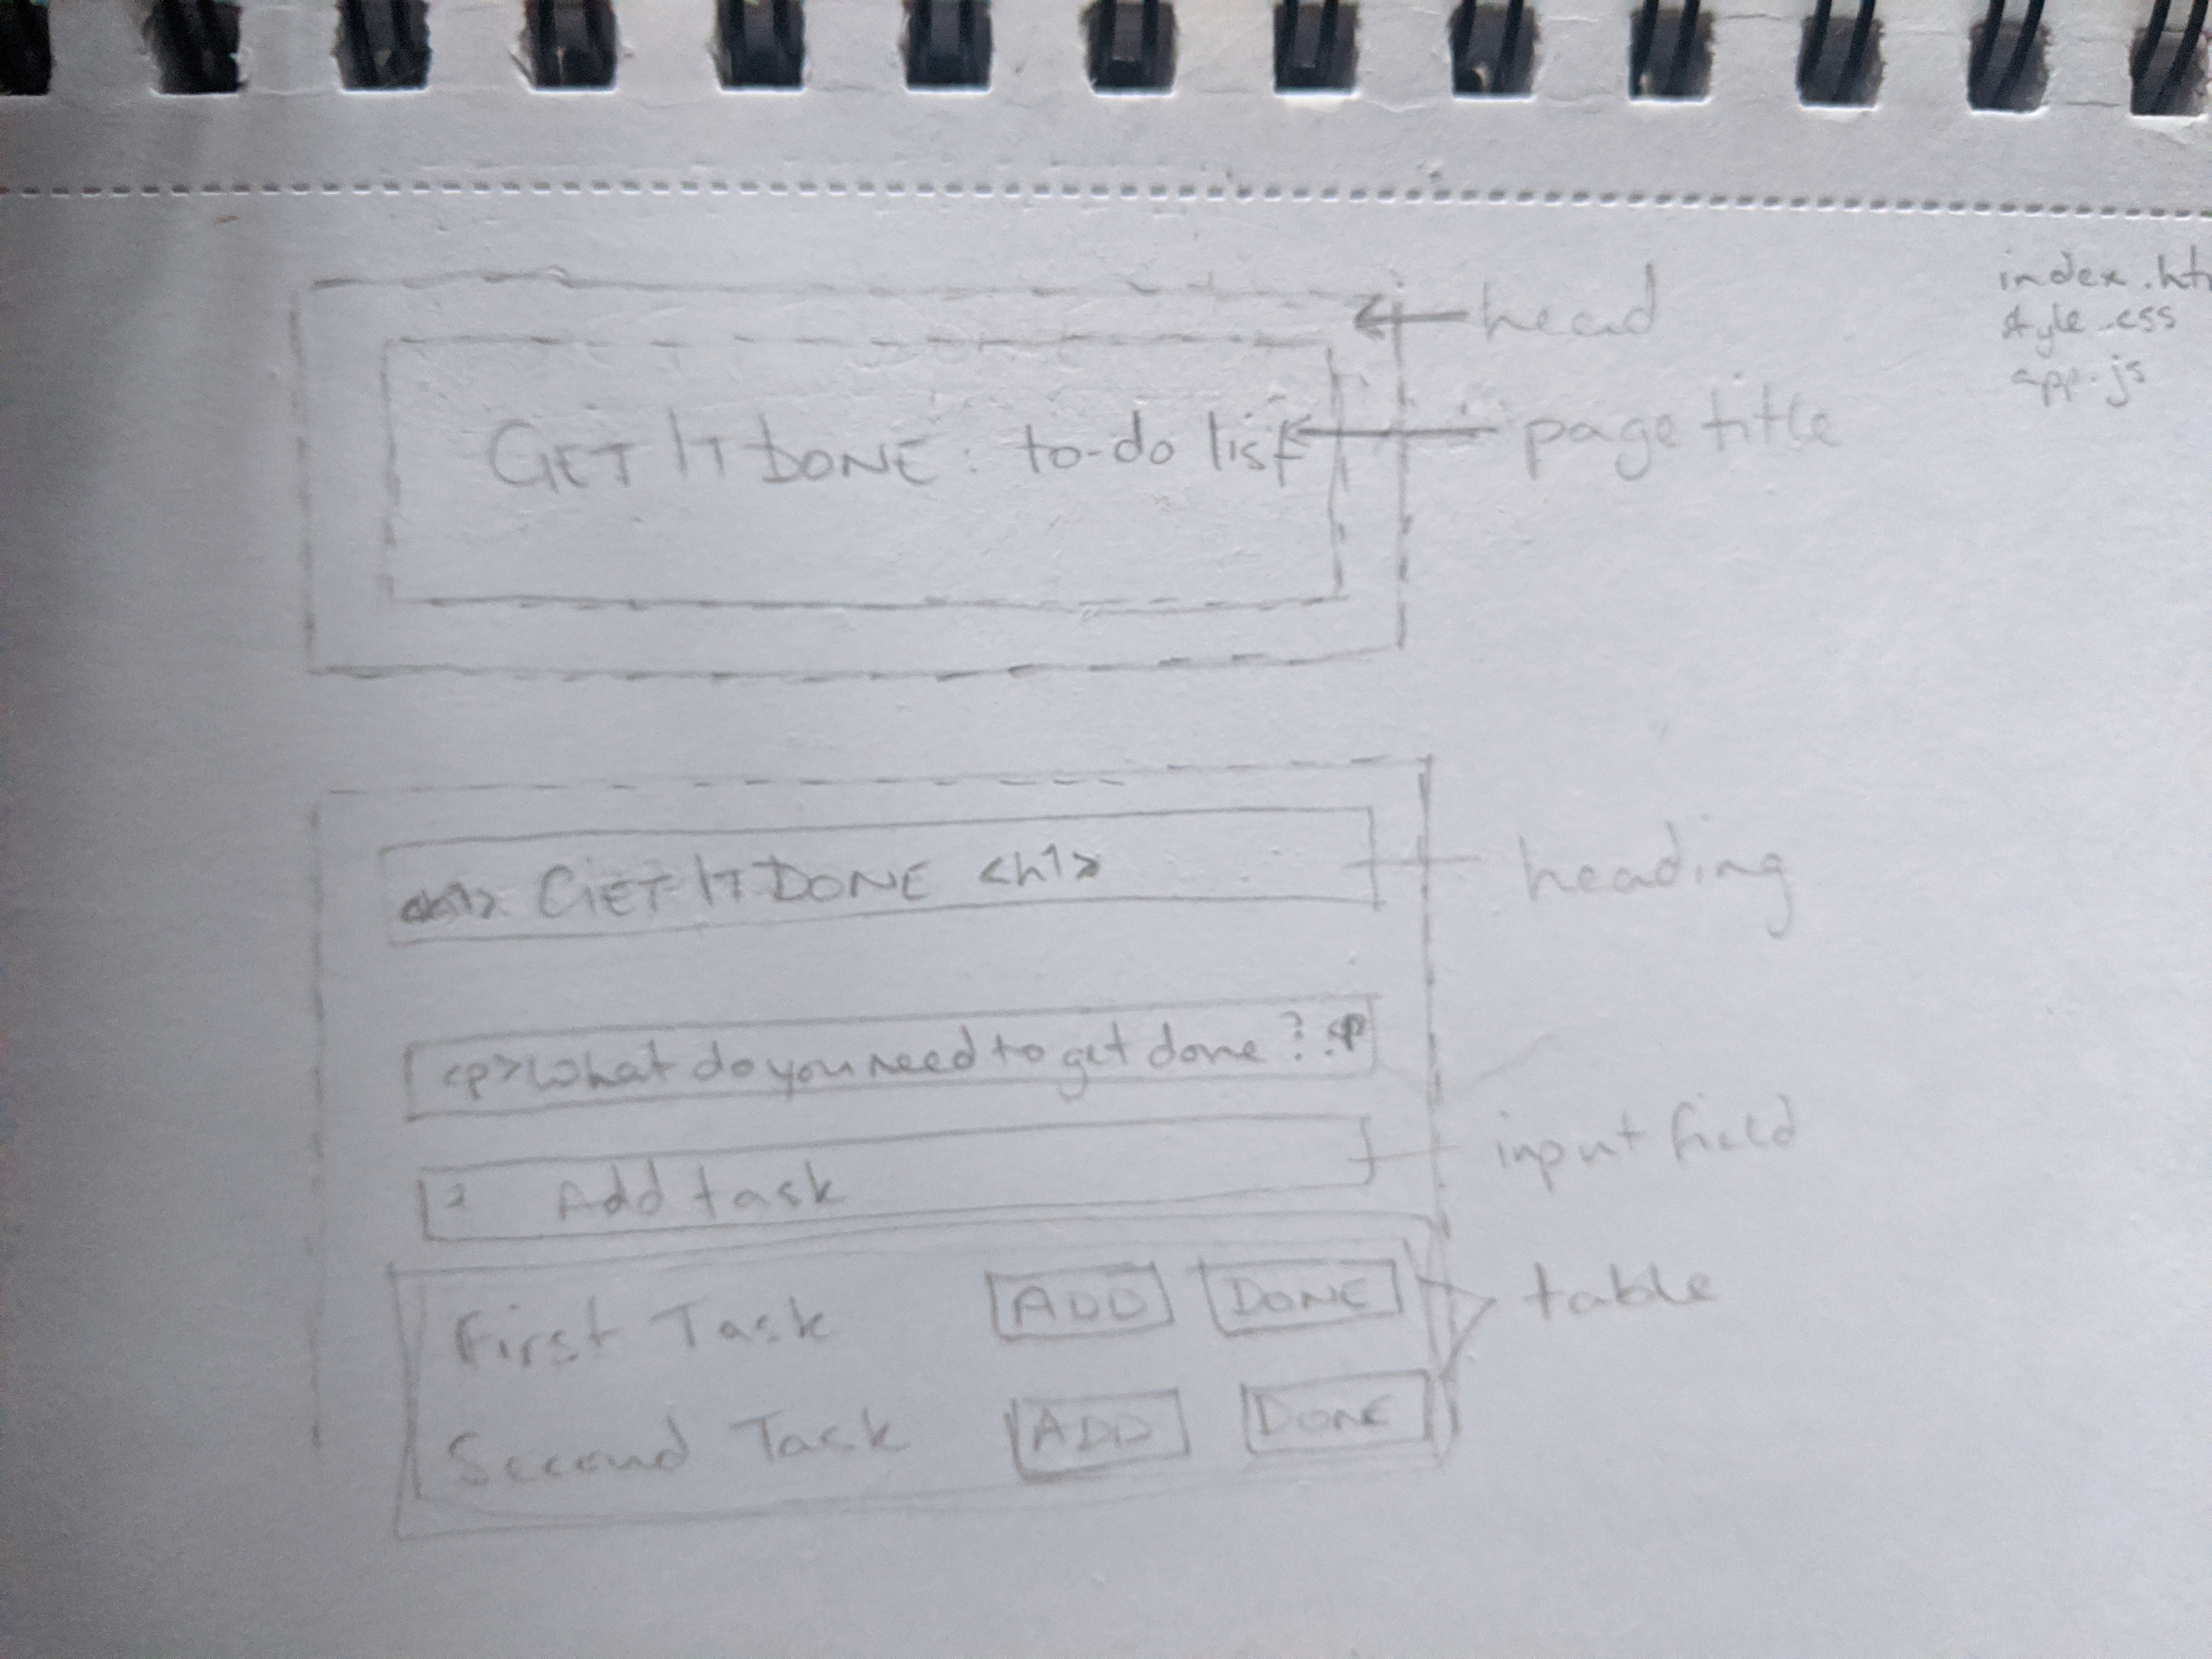 index.ht
style.css
app.js
head
GET IT DONE: to-do list
page title
<h1> GET IT DONE <h1>
heading
<p>What do you need to get done? <p
Add task
input field
First Task ADD DONE
table
Second Task ADD DONE